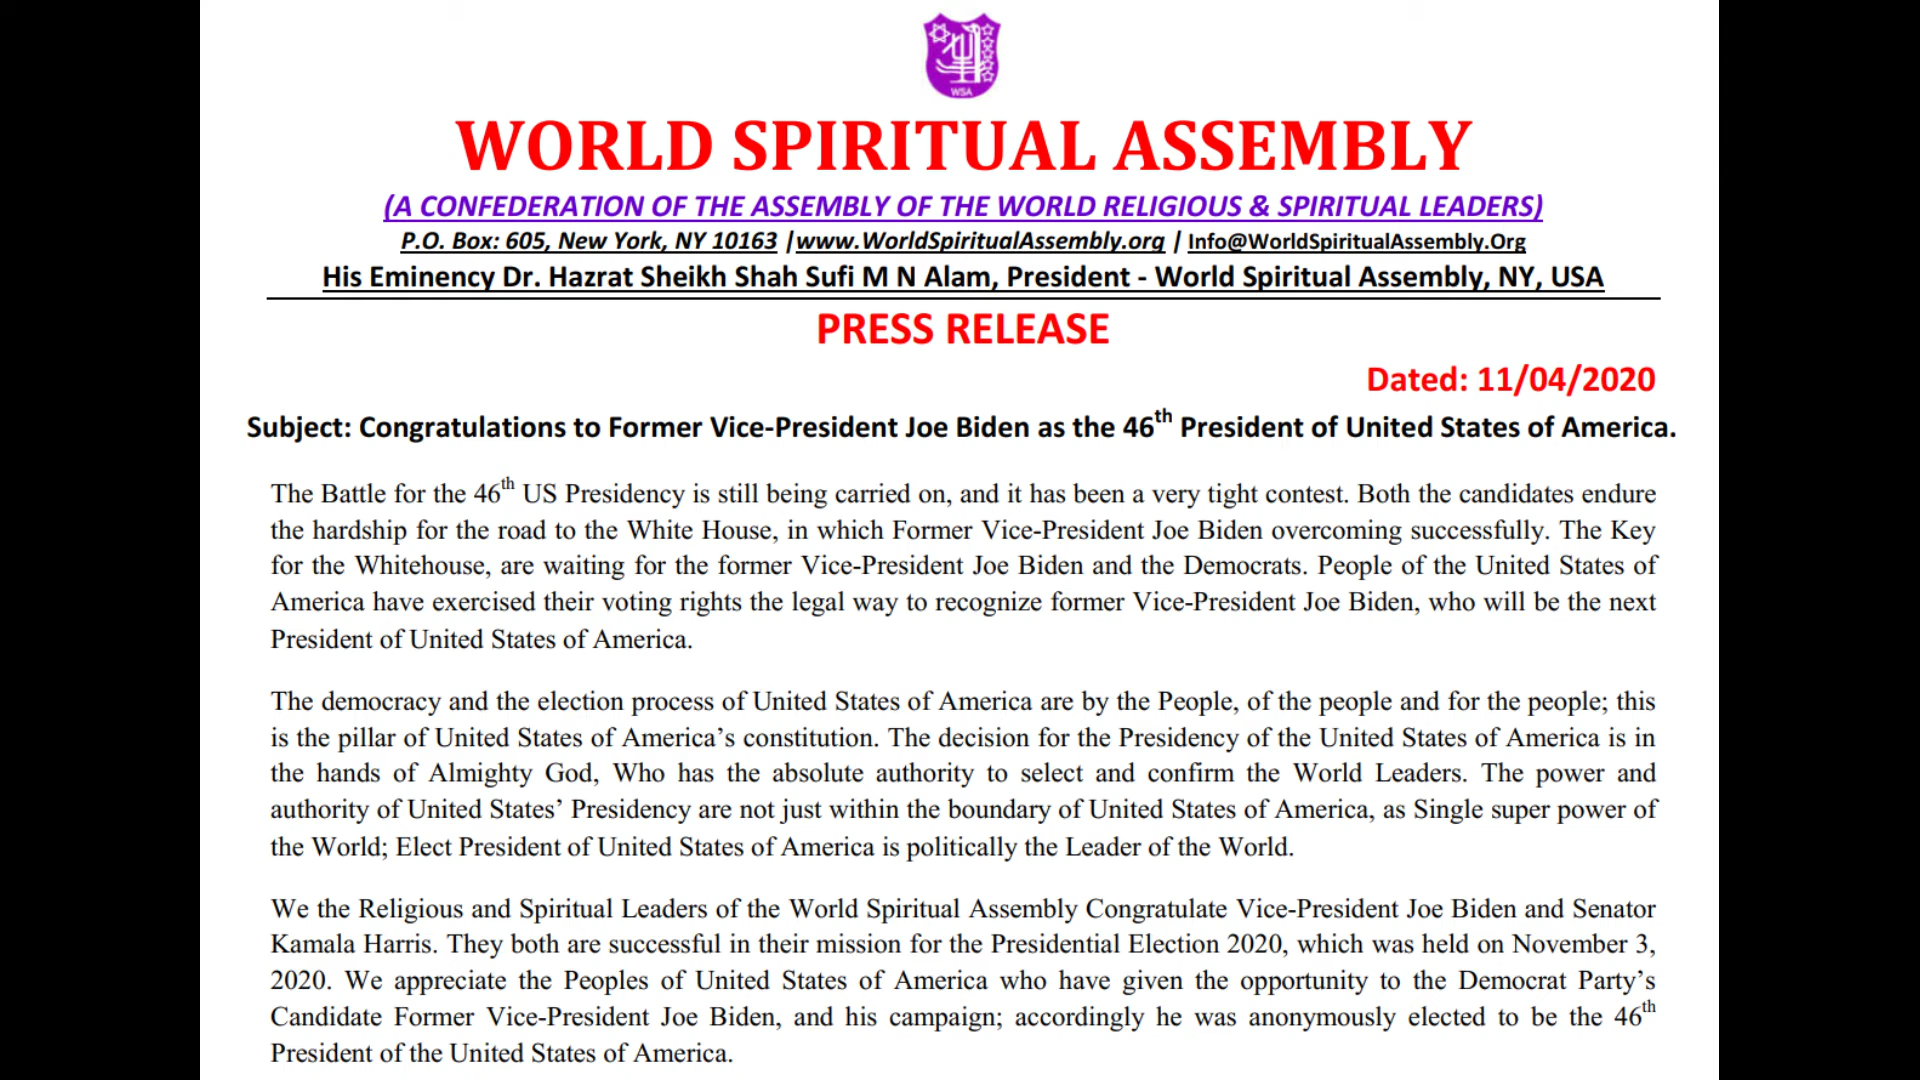 WSA
WORLD SPIRITUAL ASSEMBLY
(A CONFEDERATION OF THE ASSEMBLY OF THE WORLD RELIGIOUS & SPIRITUAL LEADERS)
P.O. Box: 605, New York, NY 10163 |www.WorldSpiritualAssembly.org | Info@WorldSpiritualAssembly.Org
His Eminency Dr. Hazrat Sheikh Shah Sufi M N Alam, President - World Spiritual Assembly, NY, USA
PRESS RELEASE
Dated: 11/04/2020
Subject: Congratulations to Former Vice-President Joe Biden as the 46th President of United States of America.
The Battle for the 46th US Presidency is still being carried on, and it has been a very tight contest. Both the candidates endure
the hardship for the road to the White House, in which Former Vice-President Joe Biden overcoming successfully. The Key
for the Whitehouse, are waiting for the former Vice-President Joe Biden and the Democrats. People of the United States of
America have exercised their voting rights the legal way to recognize former Vice-President Joe Biden, who will be the next
President of United States of America.
The democracy and the election process of United States of America are by the People, of the people and for the people; this
is the pillar of United States of America’s constitution. The decision for the Presidency of the United States of America is in
the hands of Almighty God, Who has the absolute authority to select and confirm the World Leaders. The power and
authority of United States’ Presidency are not just within the boundary of United States of America, as Single super power of
the World; Elect President of United States of America is politically the Leader of the World.
We the Religious and Spiritual Leaders of the World Spiritual Assembly Congratulate Vice-President Joe Biden and Senator
Kamala Harris. They both are successful in their mission for the Presidential Election 2020, which was held on November 3,
2020. We appreciate the Peoples of United States of America who have given the opportunity to the Democrat Party’s
Candidate Former Vice-President Joe Biden, and his campaign; accordingly he was anonymously elected to be the 46th
President of the United States of America.